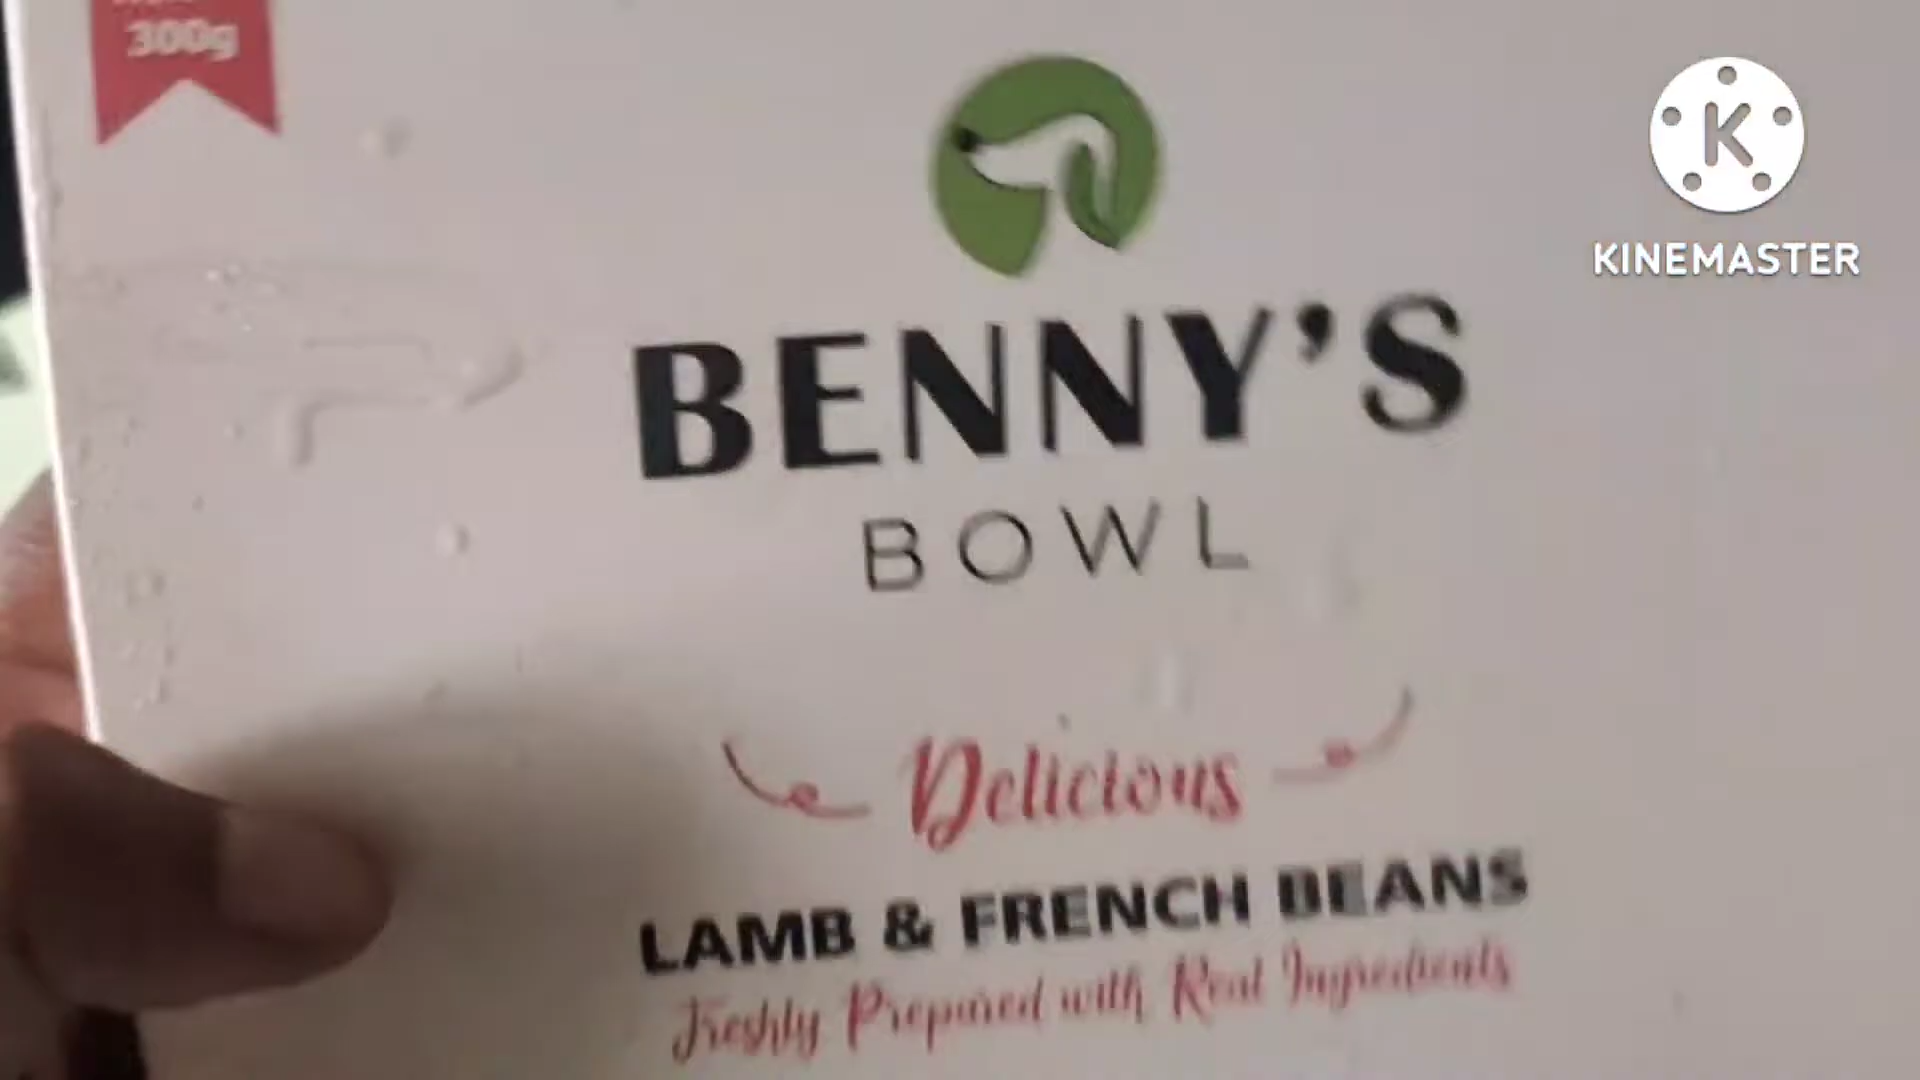 300g
K
KINEMASTER
BENNY'S
BOWL
Delicious
LAMB & FRENCH BEANS
Freshly Prepared with Real Ingredients